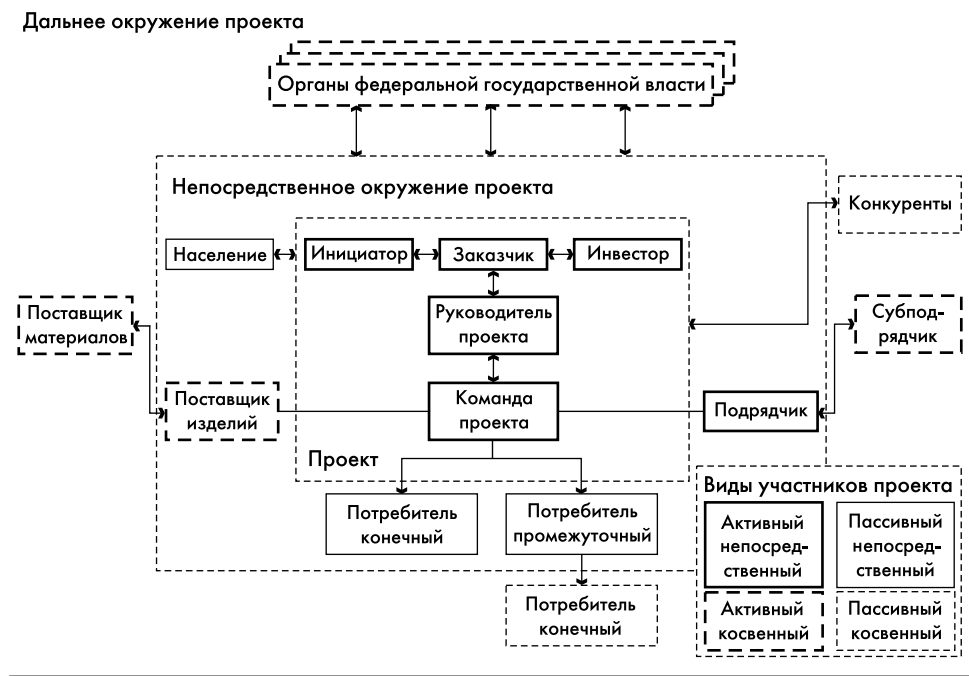 Дальнее окружение проекта
Органы федеральной государственной власти
Непосредственное окружение проекта
Конкуренты
Население
Инициатор
Заказчик
Инвестор
Поставщик
материалов
Руководитель
проекта
Субпод-
рядчик
Поставщик
изделий
Команда
проекта
Подрядчик
Проект
Потребитель
конечный
Потребитель
промежуточный
Потребитель
конечный
Виды участников проекта
Активный
непосред-
ственный
Пассивный
непосред-
ственный
Активный
косвенный
Пассивный
косвенный